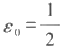 ε₀ = 1/2